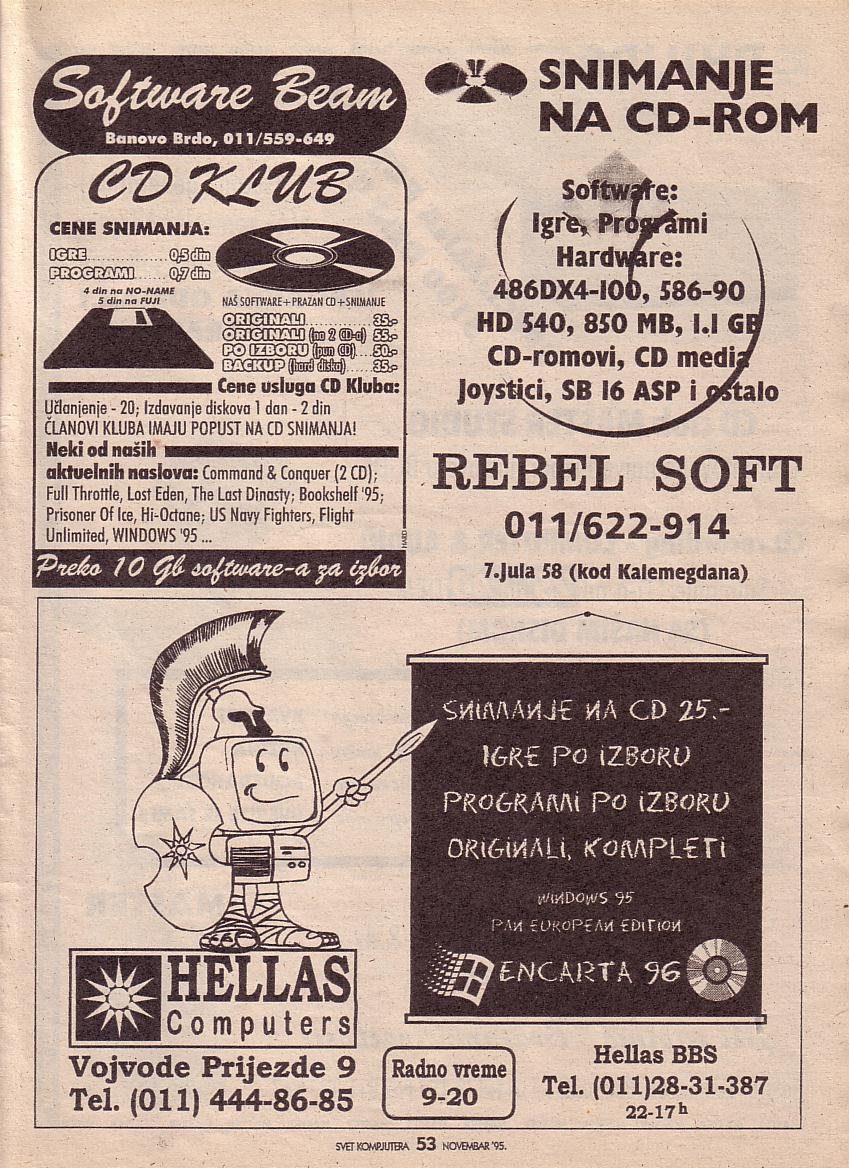 Software Beam
Banovo Brdo, 011/559-649
CD KLUB
CENE SNIMANJA:
IGRE..............0,5 din
PROGRAMI.....0,7 din
4 din na NO-NAME
5 din na FUJI
NAŠ SOFTWARE+PRAZAN CD+SNIMANJE
ORIGINALI 35.-
ORIGINALI (na 2 CD-a) 55.-
PO IZBORU (pun CD)....50.-
BACKUP (hard diska)....35.-
Cene usluga CD Kluba:
Učlanjenje - 20; Izdavanje diskova 1 dan - 2 din
ČLANOVI KLUBA IMAJU POPUST NA CD SNIMANJA!
Neki od naših
aktuelnih naslova: Command & Conquer (2 CD);
Full Throttle, Lost Eden, The Last Dinasty; Bookshelf '95;
Prisoner Of Ice, Hi-Octane; US Navy Fighters, Flight
Unlimited, WINDOWS '95 ...
HARD
Preko 10 Gb software-a za izbor
SNIMANJE
NA CD-ROM
Software:
Igre, Programi
Hardware:
486DX4-100, 586-90
HD 540, 850 MB, 1.1 GB
CD-romovi, CD media
Joystici, SB 16 ASP i ostalo
REBEL SOFT
011/622-914
7.Jula 58 (kod Kalemegdana)
SNIMANJE NA CD 25.-
IGRE PO IZBORU
PROGRAMI PO IZBORU
ORIGINALI, KOMPLETI
WINDOWS 95
PAN EUROPEAN EDITION
ENCARTA 96
HELLAS
Computers
Vojvode Prijezde 9
Tel. (011) 444-86-85
Radno vreme
9-20
Hellas BBS
Tel. (011)28-31-387
22-17h
SVET KOMPJUTERA 53 NOVEMBAR '95.